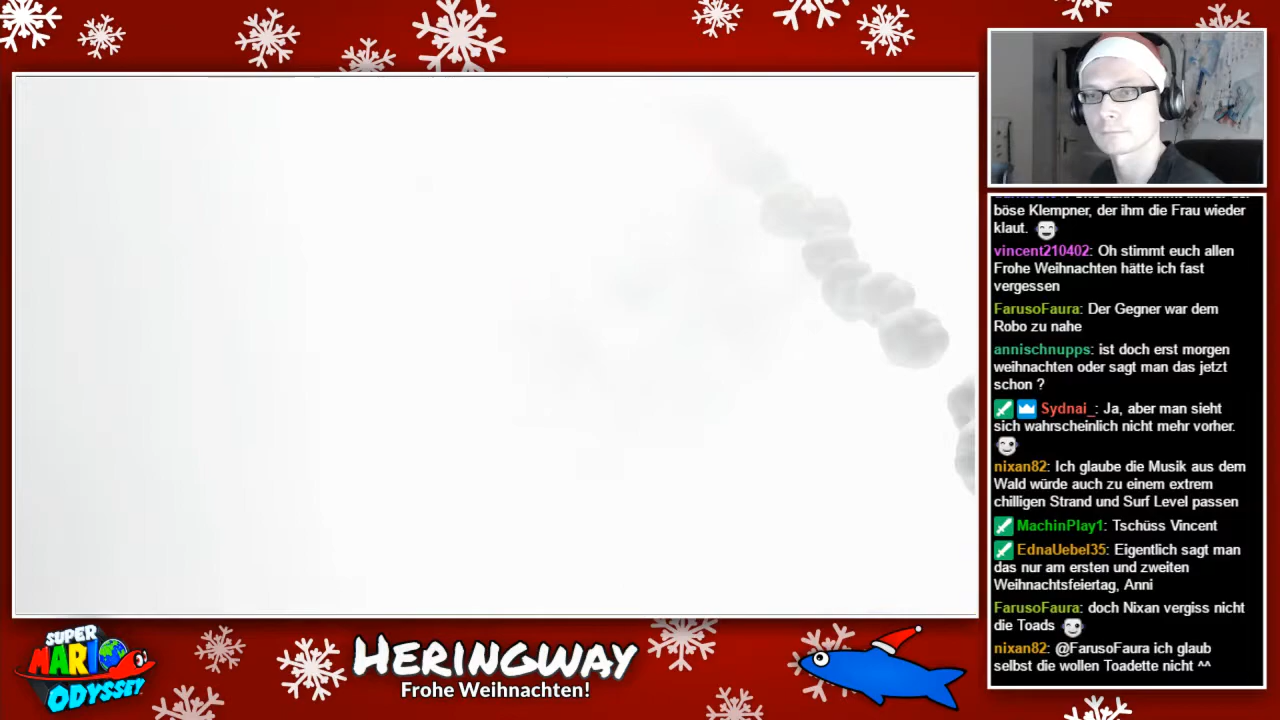 böse Klempner, der ihm die Frau wieder
klaut.
vincent210402: Oh stimmt euch allen
Frohe Weihnachten hätte ich fast
vergessen
FarusoFaura: Der Gegner war dem
Robo zu nahe
annischnupps: ist doch erst morgen
weihnachten oder sagt man das jetzt
schon ?
Sydnai_: Ja, aber man sieht
sich wahrscheinlich nicht mehr vorher.
nixan82: Ich glaube die Musik aus dem
Wald würde auch zu einem extrem
chilligen Strand und Surf Level passen
MachinPlay1: Tschüss Vincent
EdnaUebel35: Eigentlich sagt man
das nur am ersten und zweiten
Weihnachtsfeiertag, Anni
FarusoFaura: doch Nixan vergiss nicht
die Toads
nixan82: @FarusoFaura ich glaub
selbst die wollen Toadette nicht ^^
SUPER
MARIO
ODYSSEY
HERINGWAY
Frohe Weihnachten!